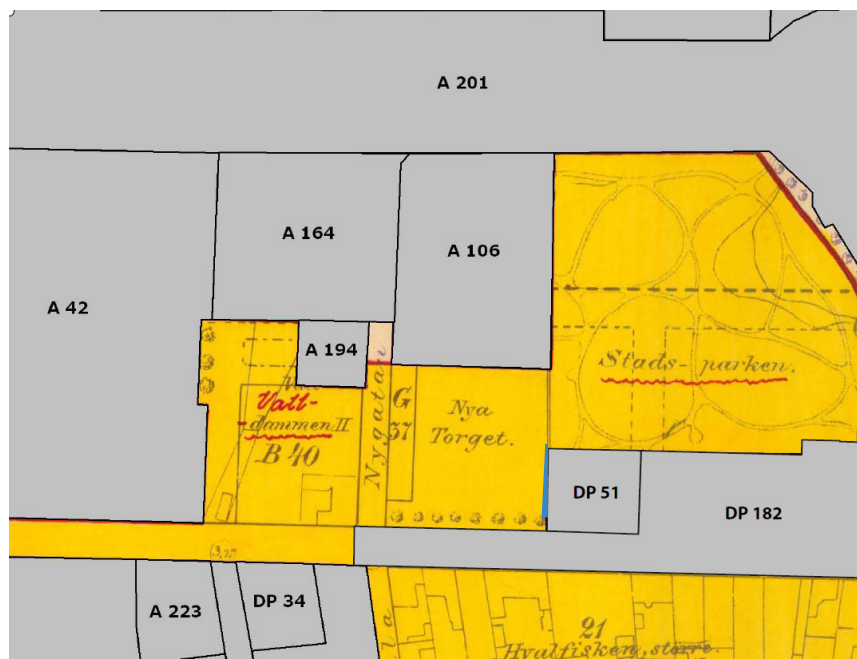 A 201
A 164
A 106
A 42
A 194
Stads-parken.
Vall-
dammen II
B 40
Nygatan
G
37
Nya
Torget.
DP 51
DP 182
A 223
DP 34
21
Hvalfisken, större.